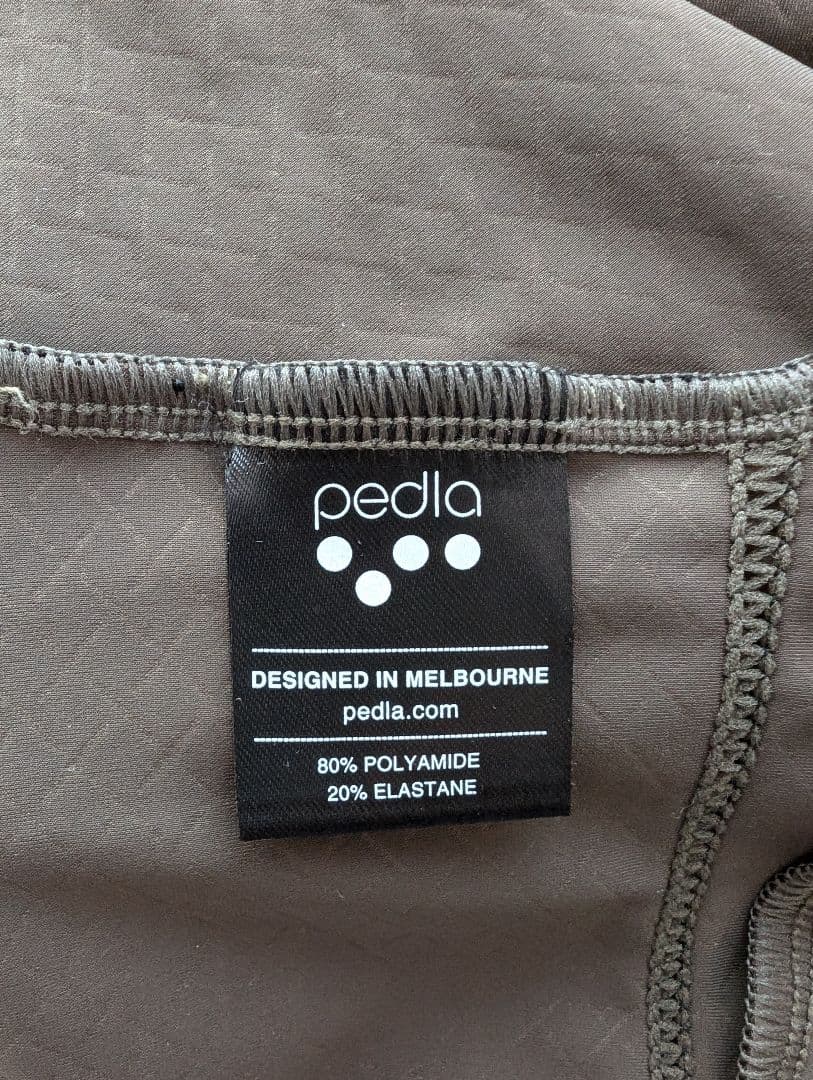 pedla
DESIGNED IN MELBOURNE
pedla.com
80% POLYAMIDE
20% ELASTANE